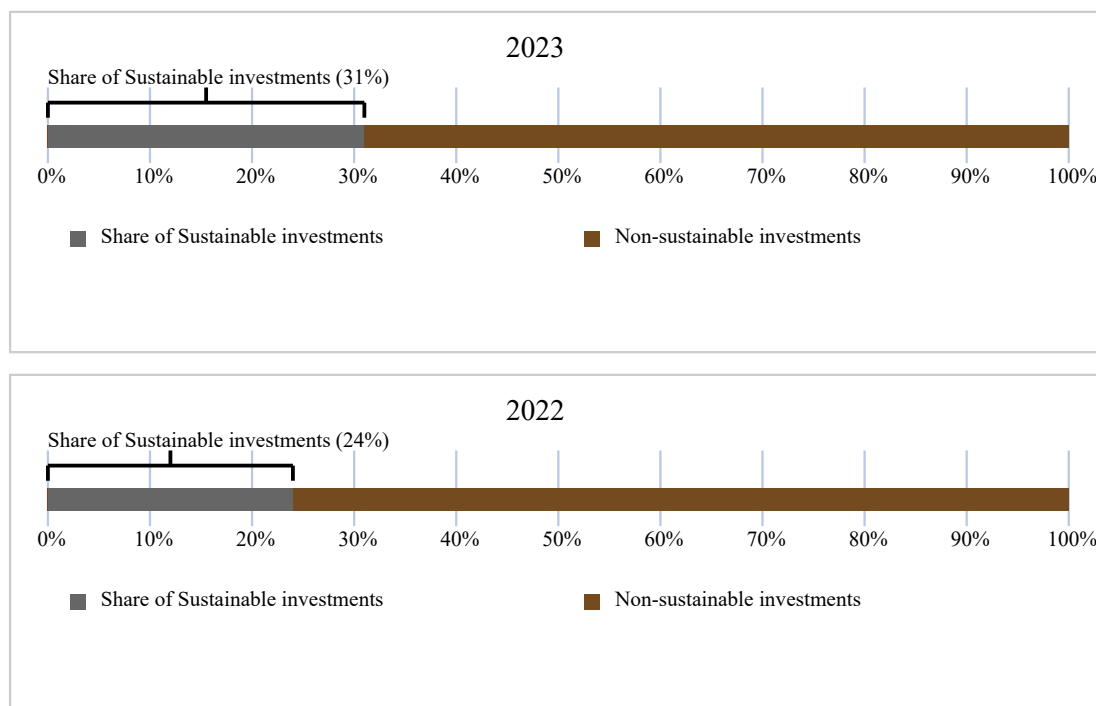 2023
Share of Sustainable investments (31%)
0% 10% 20% 30% 40% 50% 60% 70% 80% 90% 100%
Share of Sustainable investments Non-sustainable investments
2022
Share of Sustainable investments (24%)
0% 10% 20% 30% 40% 50% 60% 70% 80% 90% 100%
Share of Sustainable investments Non-sustainable investments